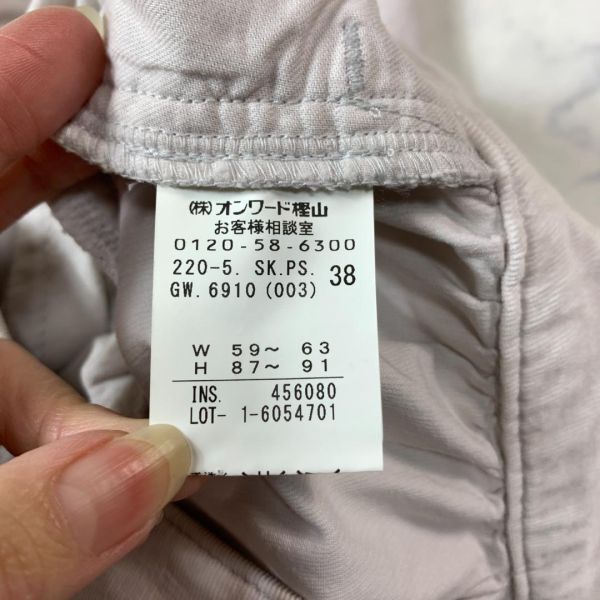 (株)オンワード樫山
お客様相談室
0120-58-6300
220-5. SK.PS. 38
GW. 6910 (003)
W 59~ 63
H 87~ 91
INS. 456080
LOT- 1-6054701